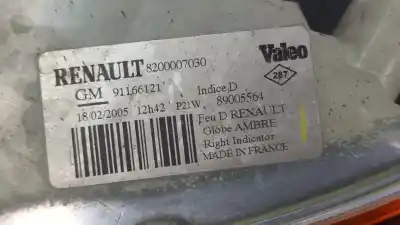 RENAULT 8200007030 Valeo
GM 91166121 Indice D 287
18/02/2005 12h42 P21W 89005564
Feu D RENAULT
Globe AMBRE
Right Indicator
MADE IN FRANCE